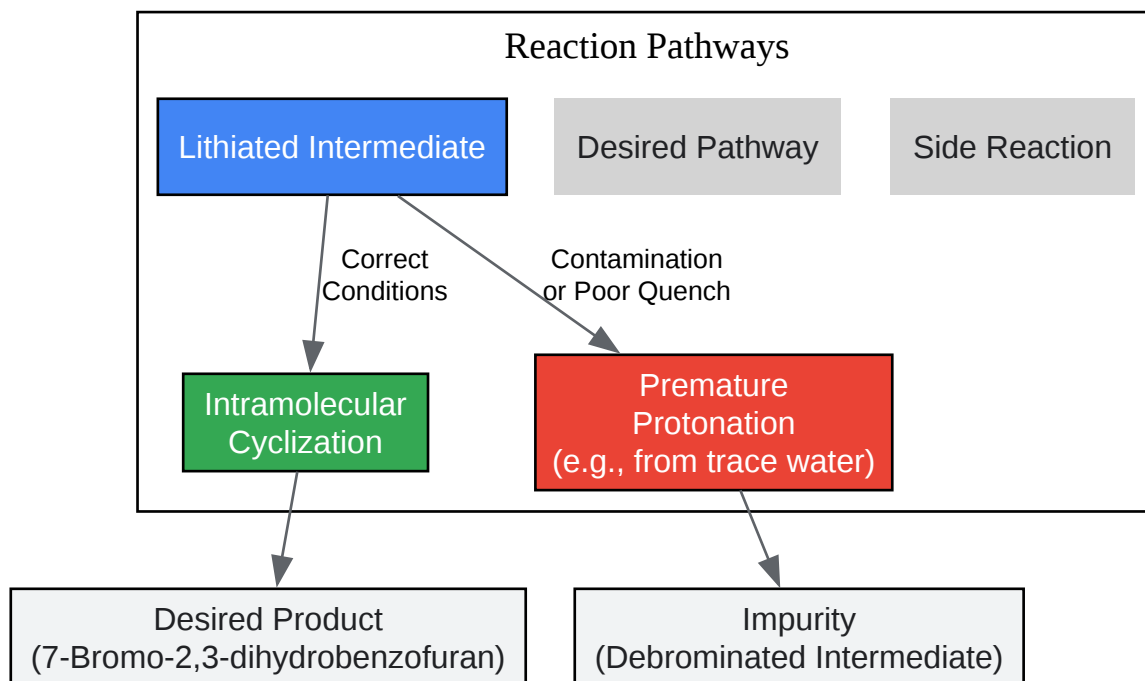 Reaction Pathways
Lithiated Intermediate
Desired Pathway
Side Reaction
Correct
Conditions
Contamination
or Poor Quench
Intramolecular
Cyclization
Premature
Protonation
(e.g., from trace water)
Desired Product
(7-Bromo-2,3-dihydrobenzofuran)
Impurity
(Debrominated Intermediate)